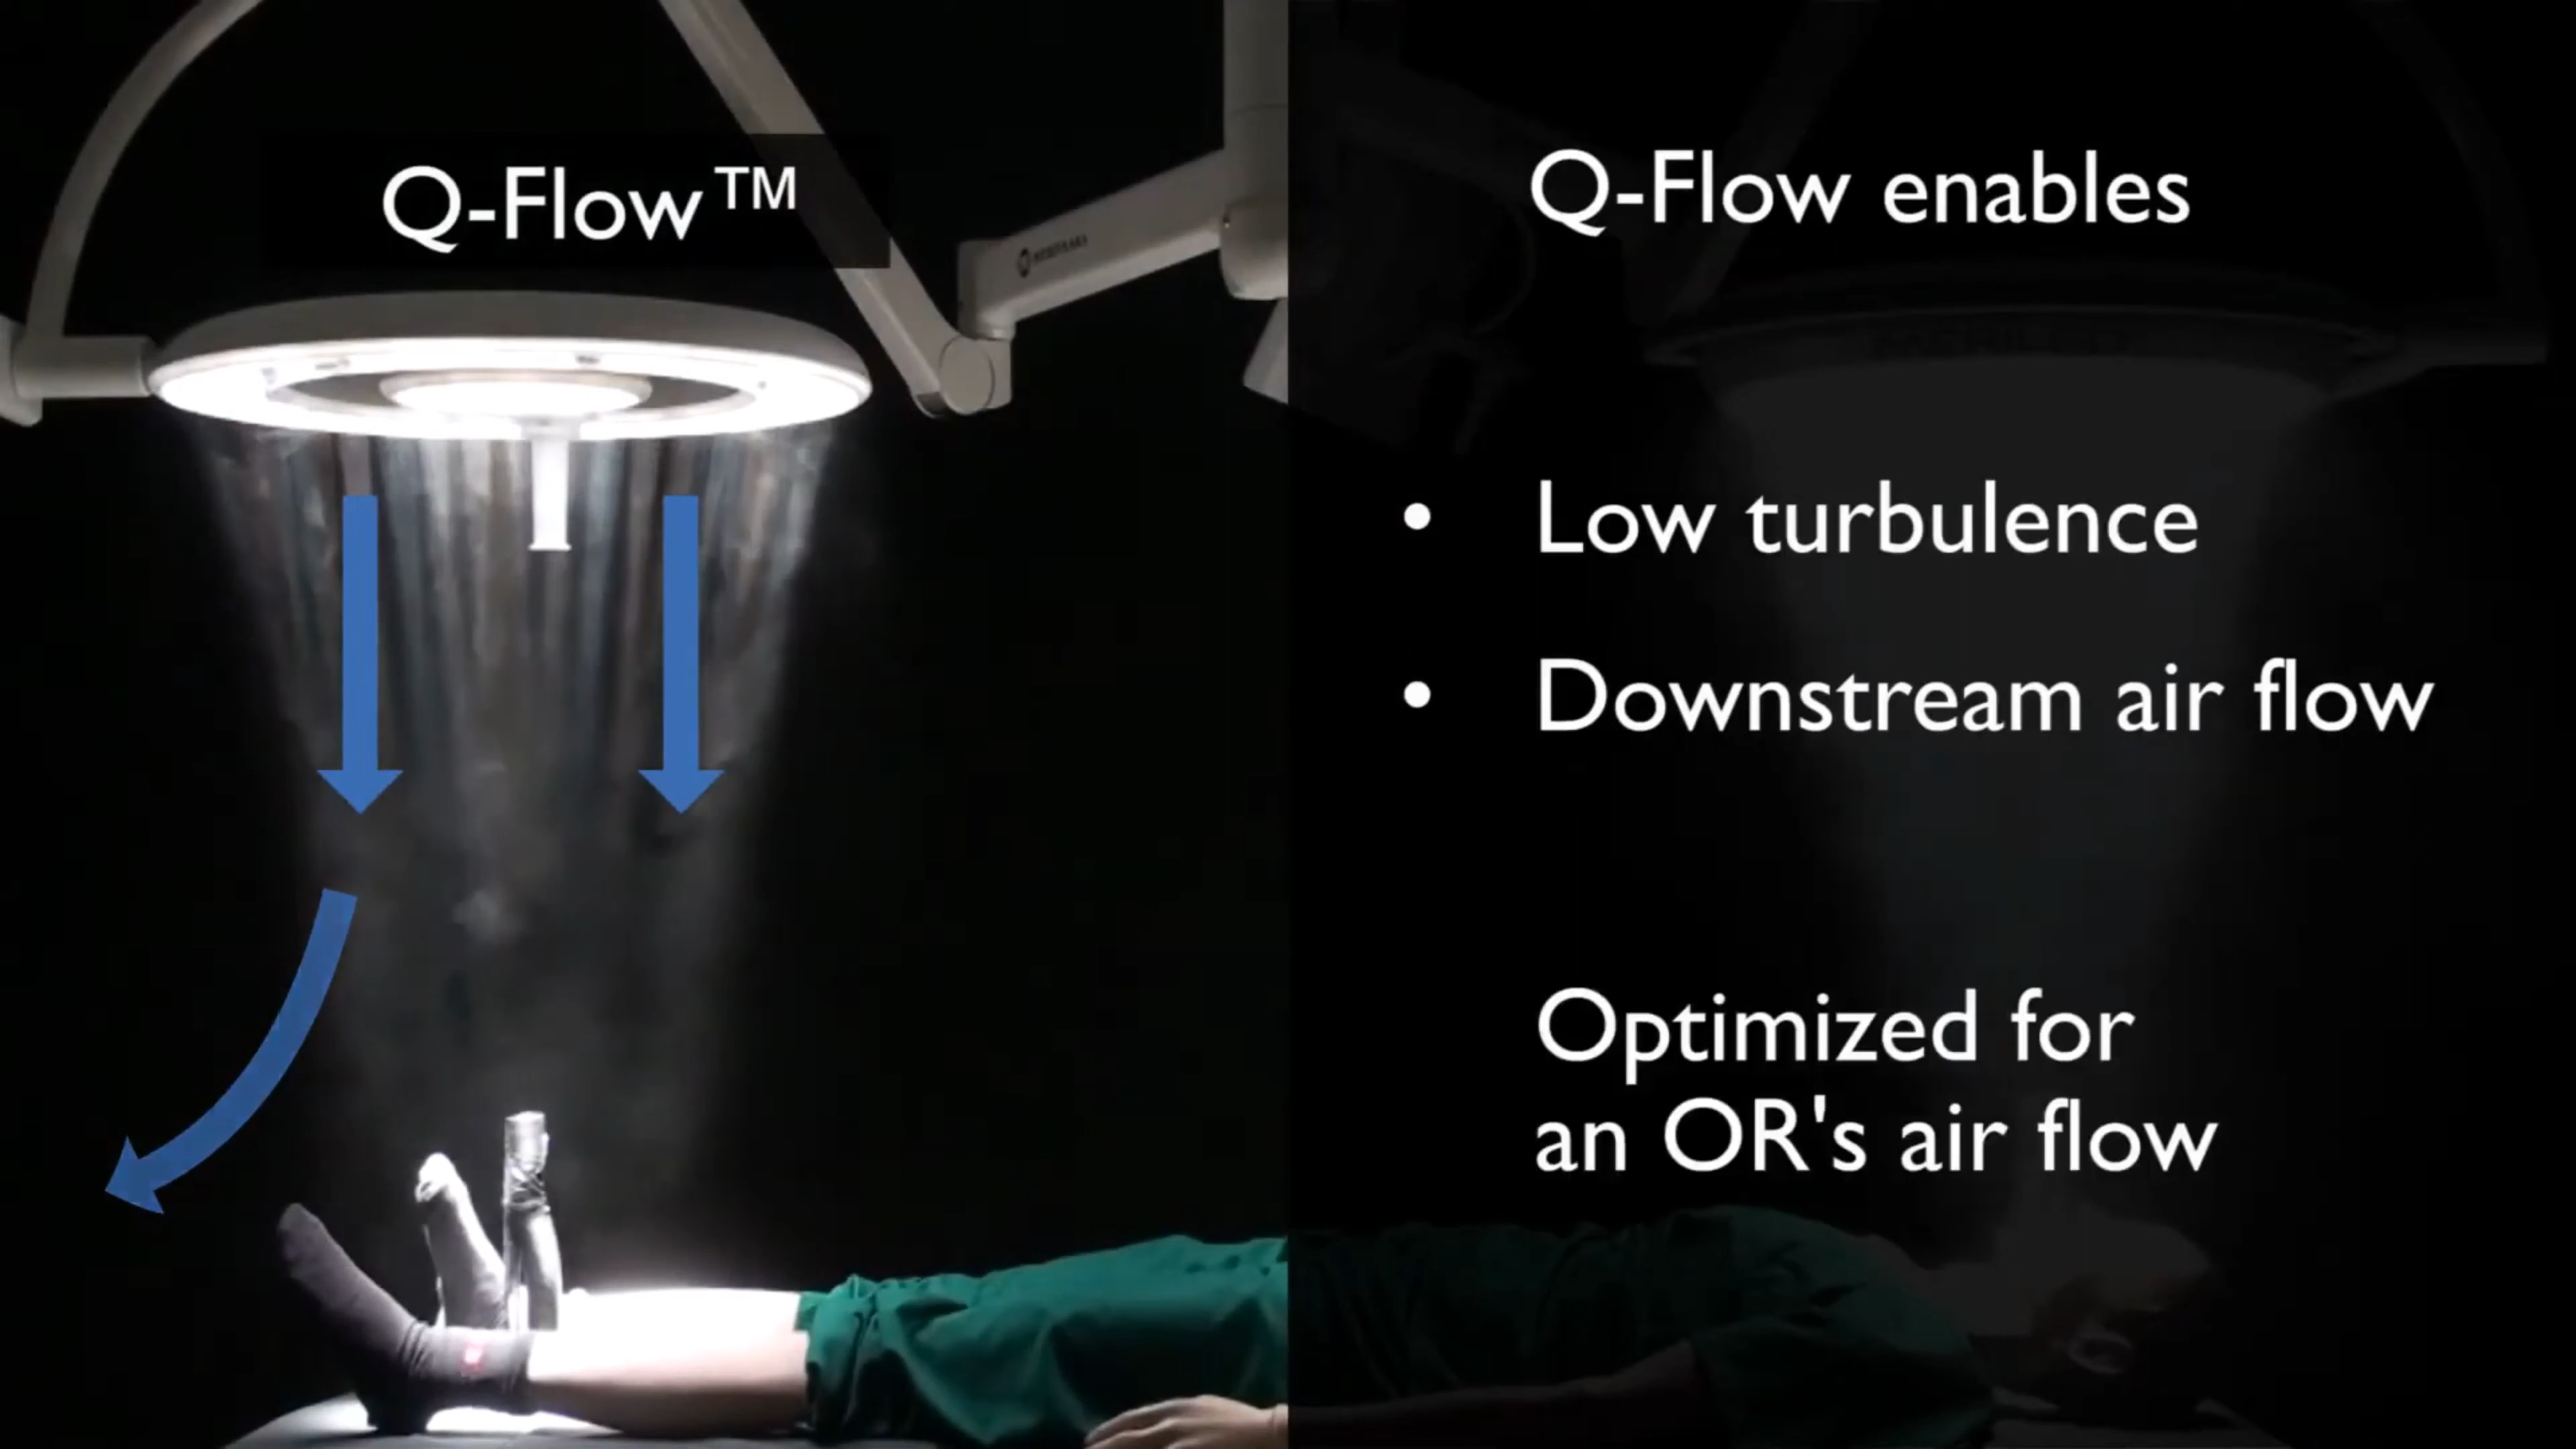 Q-Flow™
Q-Flow enables
• Low turbulence
• Downstream air flow
Optimized for
an OR's air flow